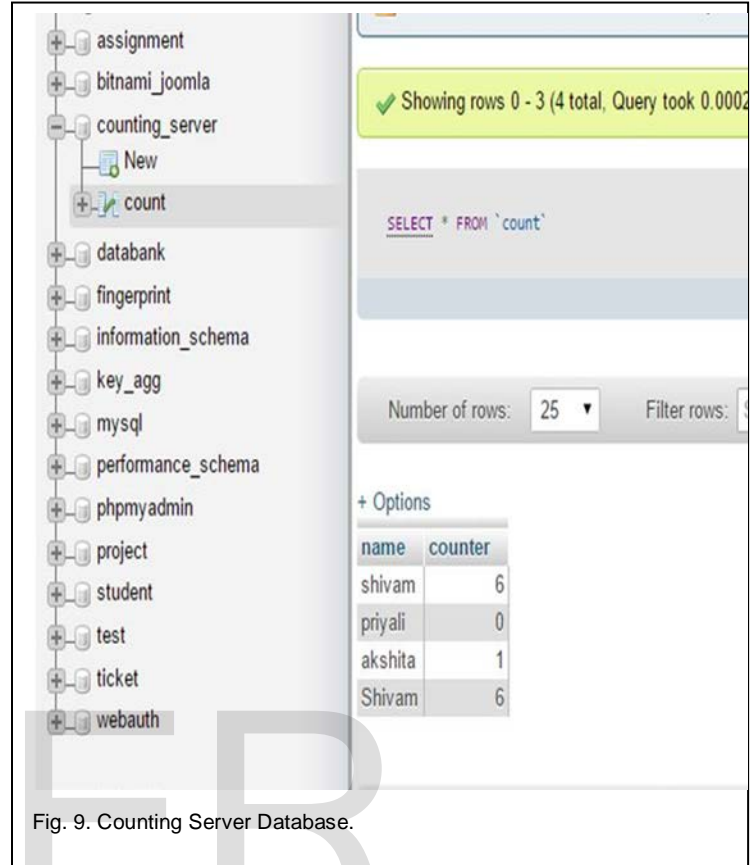 assignment
bitnami_joomla
counting_server
New
count
databank
fingerprint
information_schema
key_agg
mysql
performance_schema
phpmyadmin
project
student
test
ticket
webauth
Showing rows 0 - 3 (4 total, Query took 0.0002
SELECT * FROM `count`
Number of rows: 25 Filter rows:
+ Options
name counter
shivam 6
priyali 0
akshita 1
Shivam 6
Fig. 9. Counting Server Database.